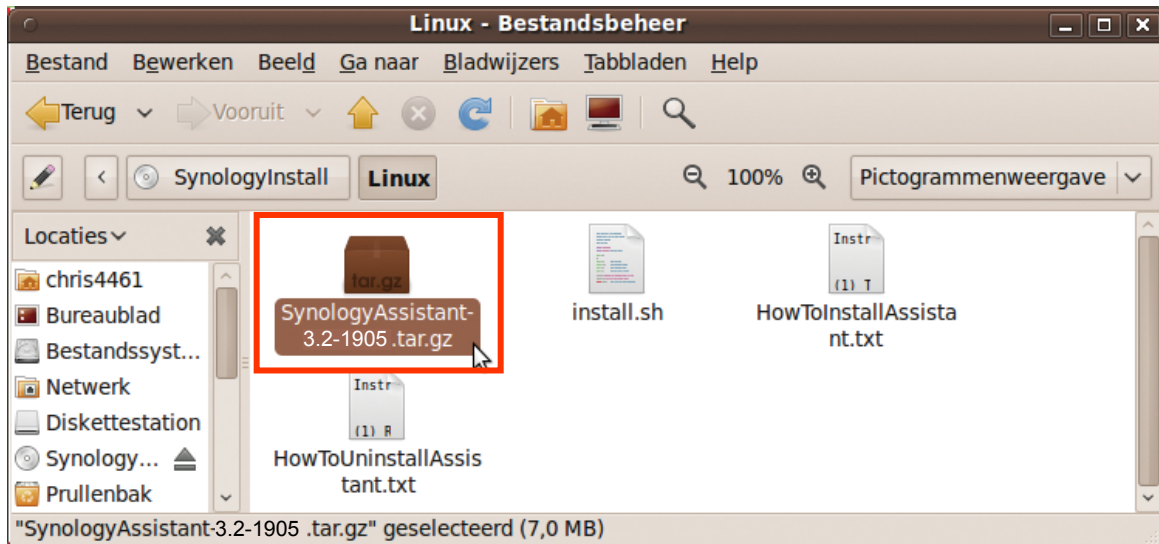 Linux - Bestandsbeheer
Bestand Bewerken Beeld Ga naar Bladwijzers Tabbladen Help
Terug Vooruit
SynologyInstall Linux 100% Pictogrammenweergave
Locaties
chris4461
Bureaublad
Bestandssyst...
Netwerk
Diskettestation
Synology...
Prullenbak
tar.gz
SynologyAssistant-
3.2-1905 .tar.gz
install.sh
Instr
(1) T
HowToInstallAssista
nt.txt
Instr
(1) R
HowToUninstallAssis
tant.txt
"SynologyAssistant-3.2-1905 .tar.gz" geselecteerd (7,0 MB)